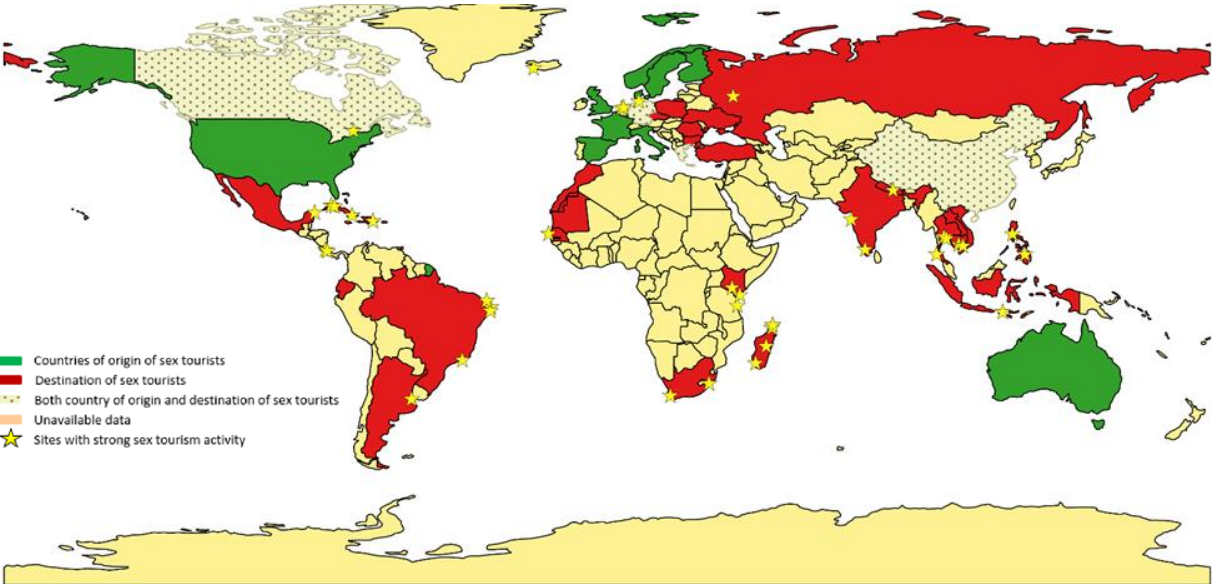 Countries of origin of sex tourists
Destination of sex tourists
Both country of origin and destination of sex tourists
Unavailable data
Sites with strong sex tourism activity